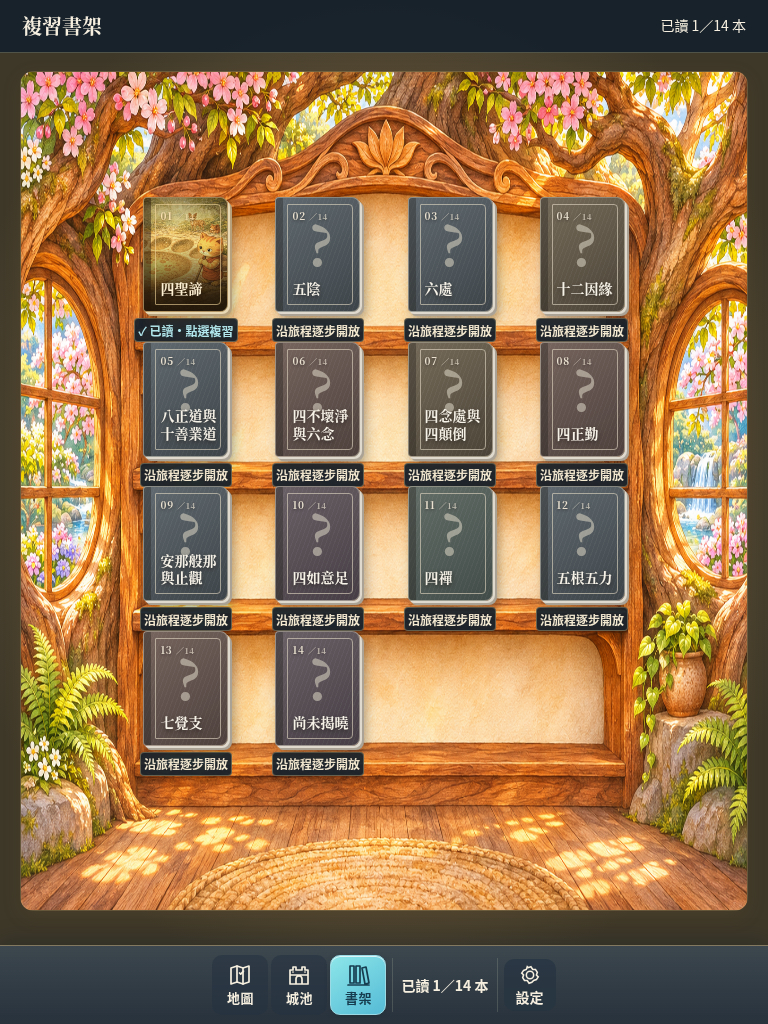 複習書架
已讀 1／14 本
01 ／14
四聖諦
✓已讀・點選複習
02 ／14
五陰
沿旅程逐步開放
03 ／14
六處
沿旅程逐步開放
04 ／14
十二因緣
沿旅程逐步開放
05 ／14
八正道與
十善業道
沿旅程逐步開放
06 ／14
四不壞淨
與六念
沿旅程逐步開放
07 ／14
四念處與
四顛倒
沿旅程逐步開放
08 ／14
四正勤
沿旅程逐步開放
09 ／14
安那般那
與止觀
沿旅程逐步開放
10 ／14
四如意足
沿旅程逐步開放
11 ／14
四禪
沿旅程逐步開放
12 ／14
五根五力
沿旅程逐步開放
13 ／14
七覺支
沿旅程逐步開放
14 ／14
尚未揭曉
沿旅程逐步開放
地圖
城池
書架
已讀 1／14 本
設定